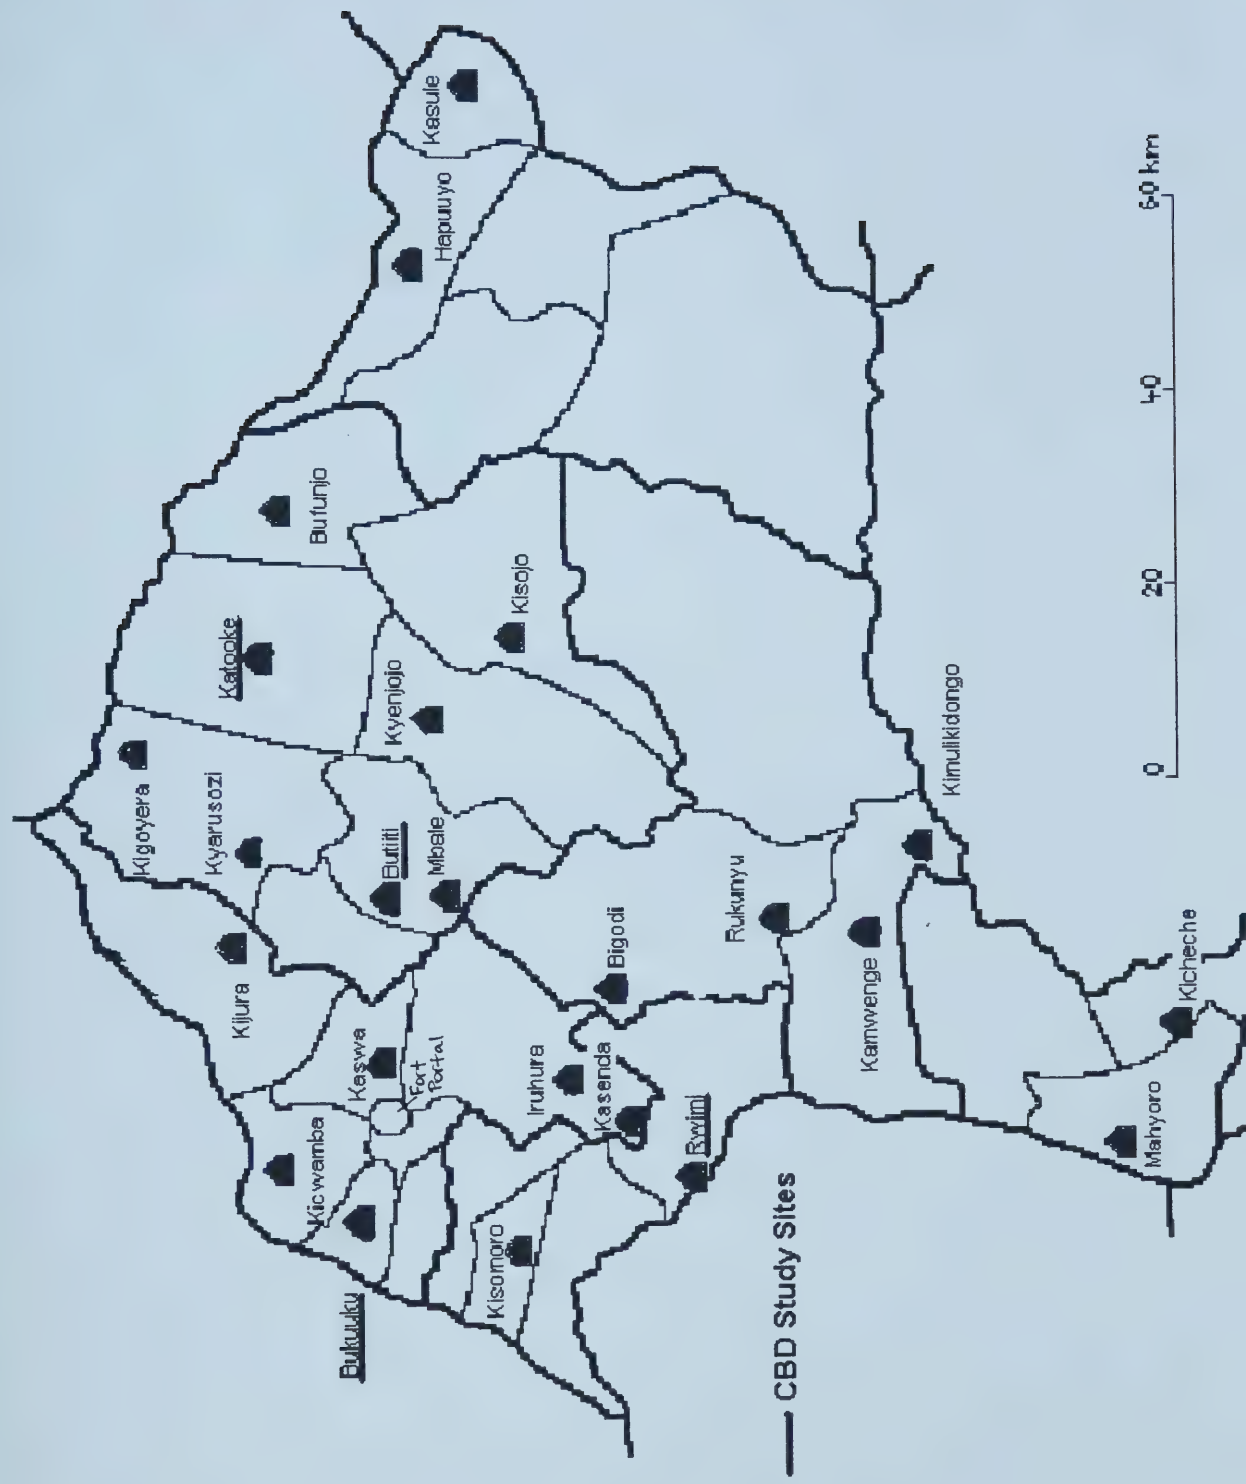 Kigoyera
Kyarusozi
Katooke
Kijura
Kicwamba
Bufunjo
Bukuuku
Kaswa
Butiiti
Kyenjojo
Fort
Portal
Kasule
Mbale
Hapuuyo
Kisomoro
Kisojo
Iruhura
Kasenda
Bigodi
Rwimi
Rukunyu
CBD Study Sites
Kamwenge
Kimulikidongo
Mahyoro
0 20 40 60 km
Kicheche